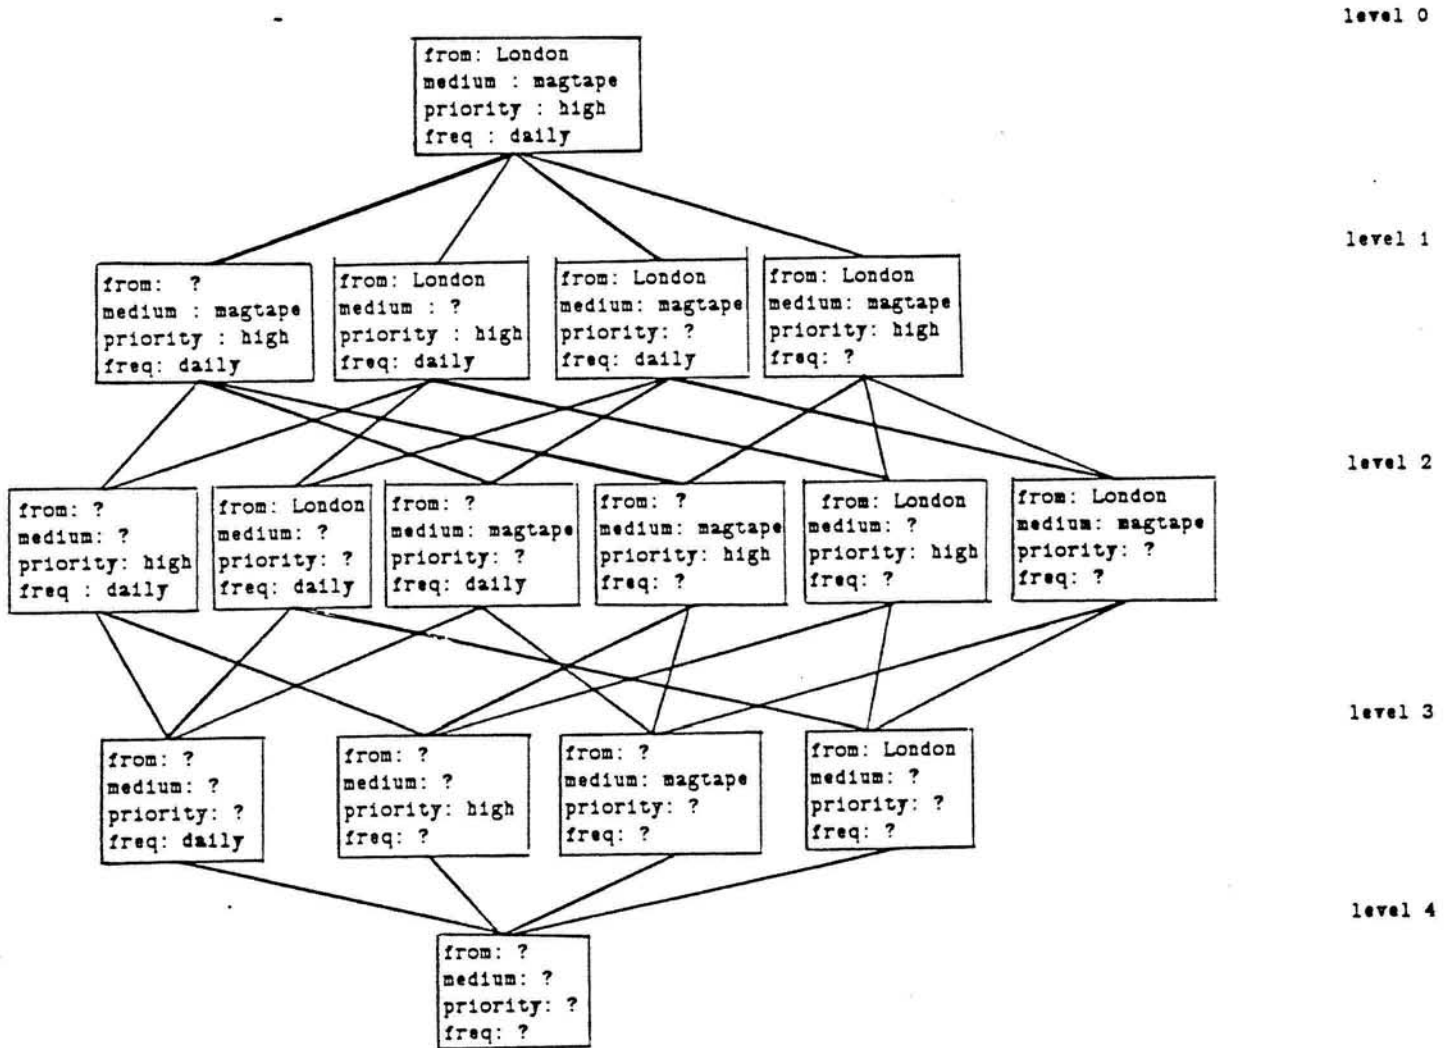 level 0
from: London
medium : magtape
priority : high
freq : daily
level 1
from: ?
medium : magtape
priority : high
freq: daily
from: London
medium : ?
priority : high
freq: daily
from: London
medium: magtape
priority: ?
freq: daily
from: London
medium: magtape
priority: high
freq: ?
level 2
from: ?
medium: ?
priority: high
freq : daily
from: London
medium: ?
priority: ?
freq: daily
from: ?
medium: magtape
priority: ?
freq: daily
from: ?
medium: magtape
priority: high
freq: ?
from: London
medium: ?
priority: high
freq: ?
from: London
medium: magtape
priority: ?
freq: ?
level 3
from: ?
medium: ?
priority: ?
freq: daily
from: ?
medium: ?
priority: high
freq: ?
from: ?
medium: magtape
priority: ?
freq: ?
from: London
medium: ?
priority: ?
freq: ?
level 4
from: ?
medium: ?
priority: ?
freq: ?